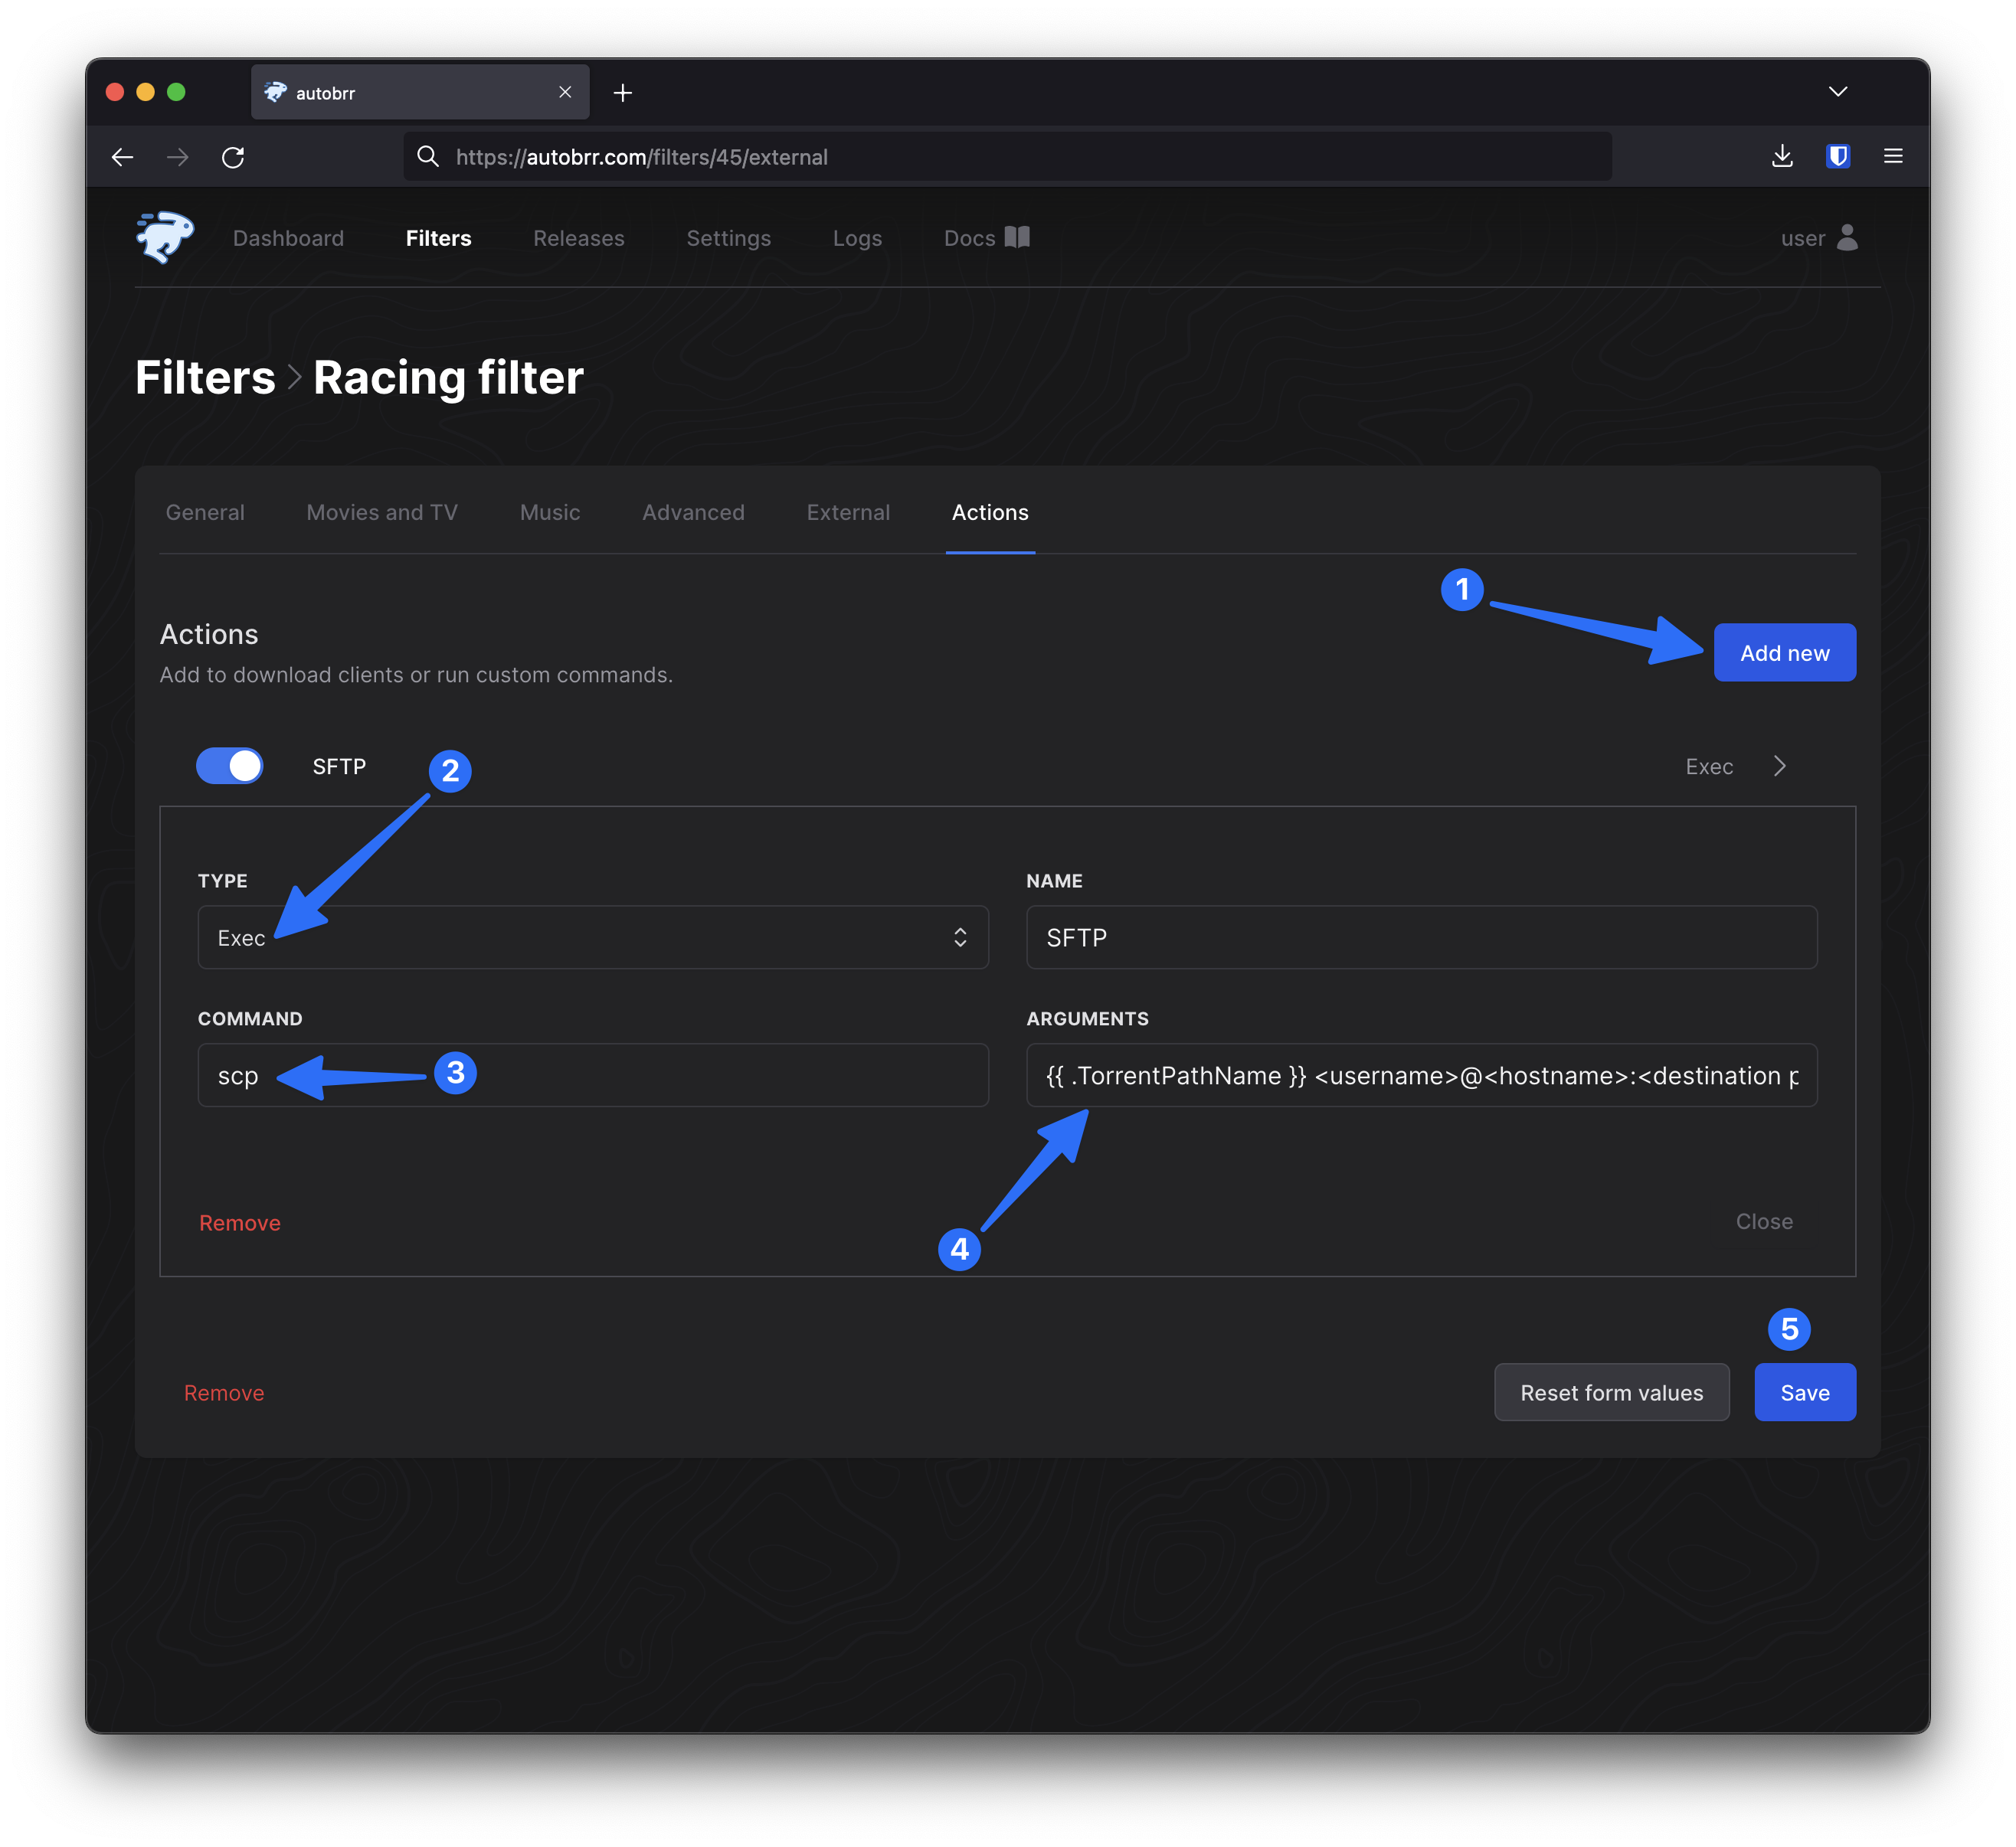 autobrr
https://autobrr.com/filters/45/external
Dashboard Filters Releases Settings Logs Docs user
Filters > Racing filter
General Movies and TV Music Advanced External Actions
1
Actions
Add new
Add to download clients or run custom commands.
SFTP 2 Exec
TYPE NAME
Exec SFTP
COMMAND ARGUMENTS
scp 3 {{ .TorrentPathName }} <username>@<hostname>:<destination p
Remove Close
4
5
Remove Reset form values Save